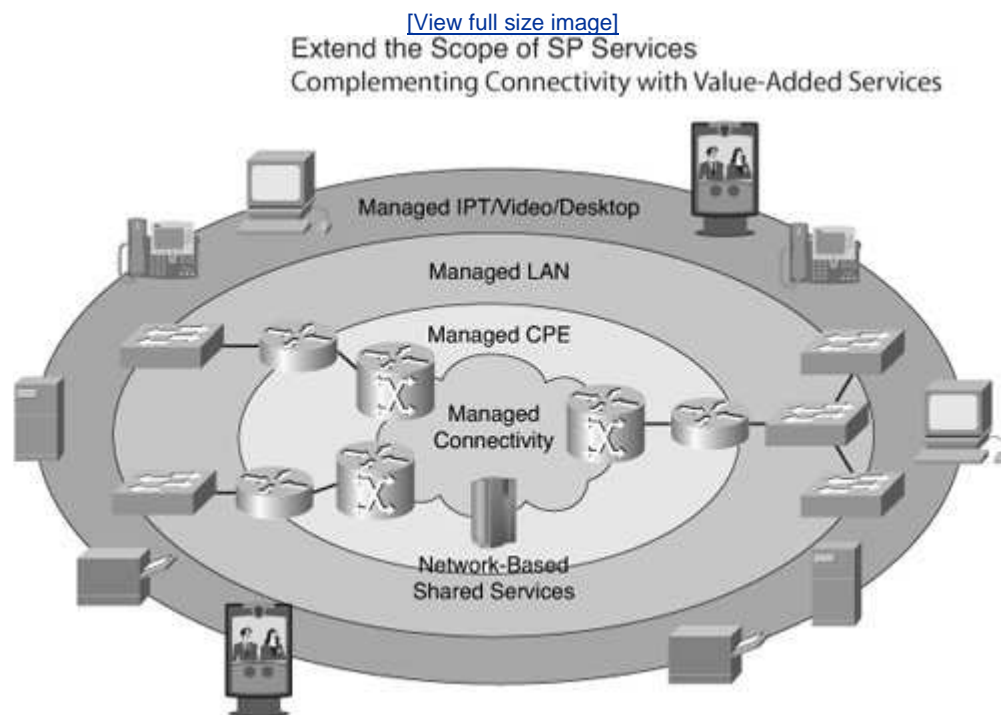 [View full size image]
Extend the Scope of SP Services
Complementing Connectivity with Value-Added Services
Managed IPT/Video/Desktop
Managed LAN
Managed CPE
Managed
Connectivity
Network-Based
Shared Services